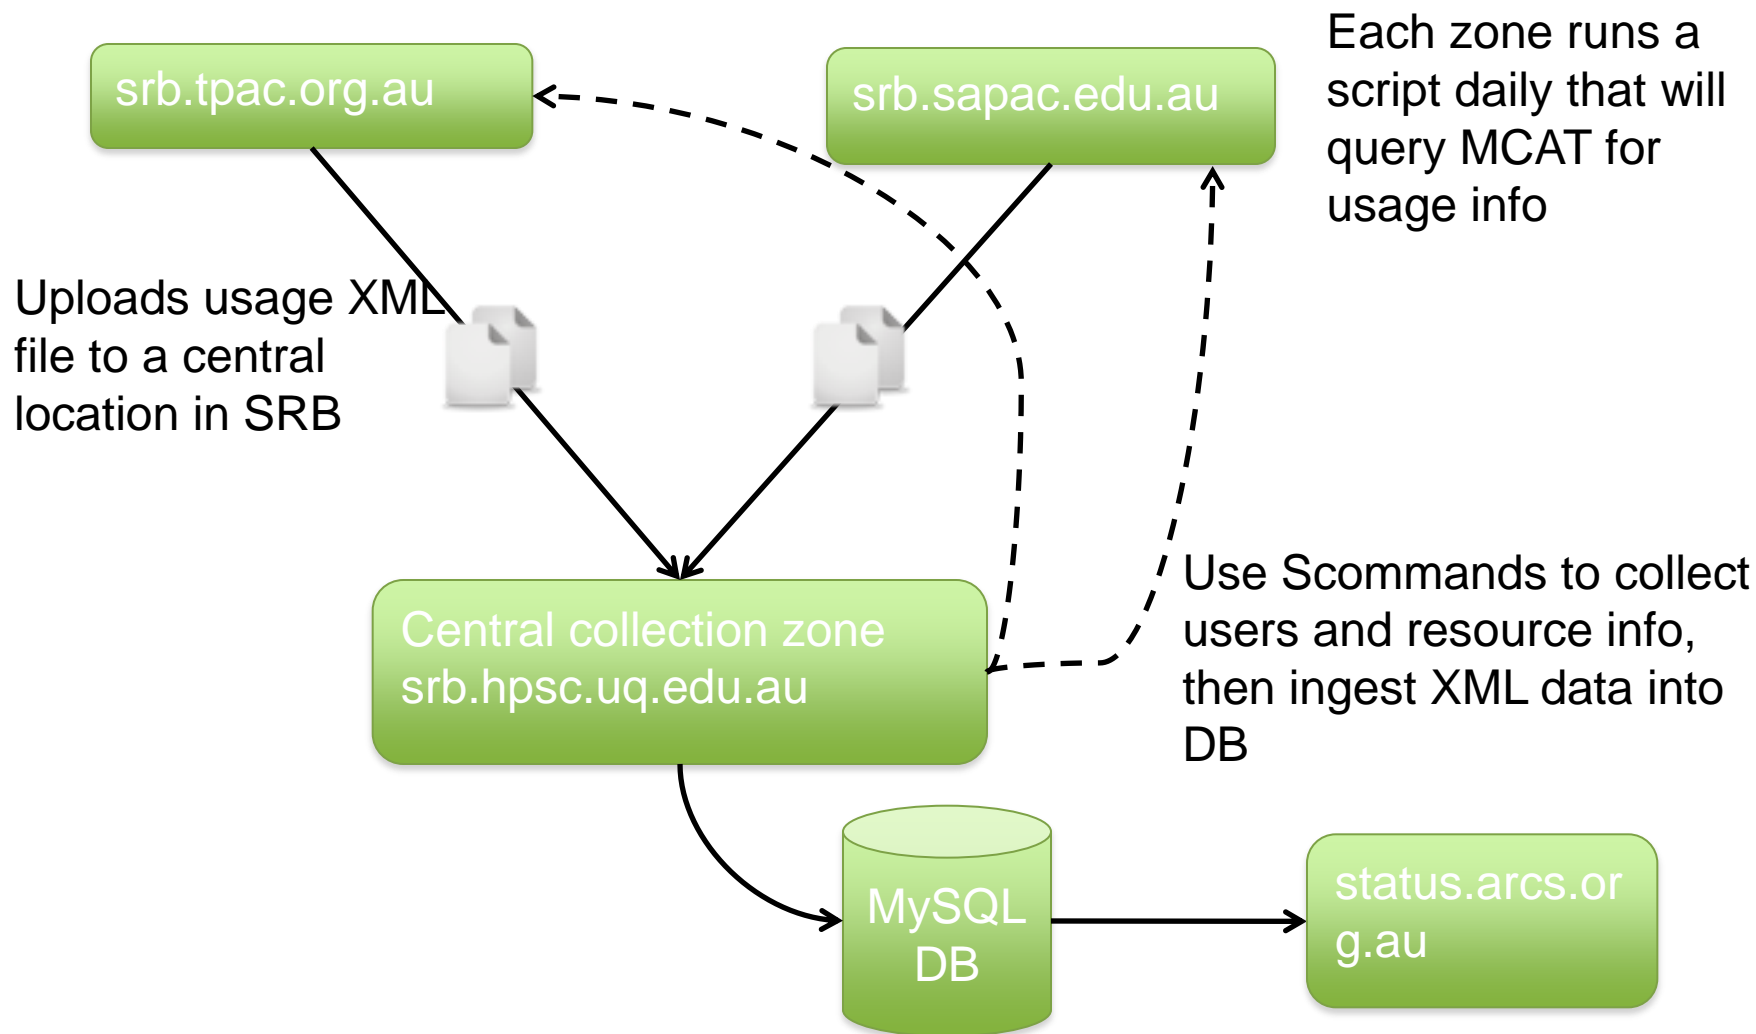 srb.tpac.org.au
srb.sapac.edu.au
Each zone runs a
script daily that will
query MCAT for
usage info
Uploads usage XML
file to a central
location in SRB
Central collection zone
srb.hpsc.uq.edu.au
Use Scommands to collect
users and resource info,
then ingest XML data into
DB
MySQL
DB
status.arcs.or
g.au